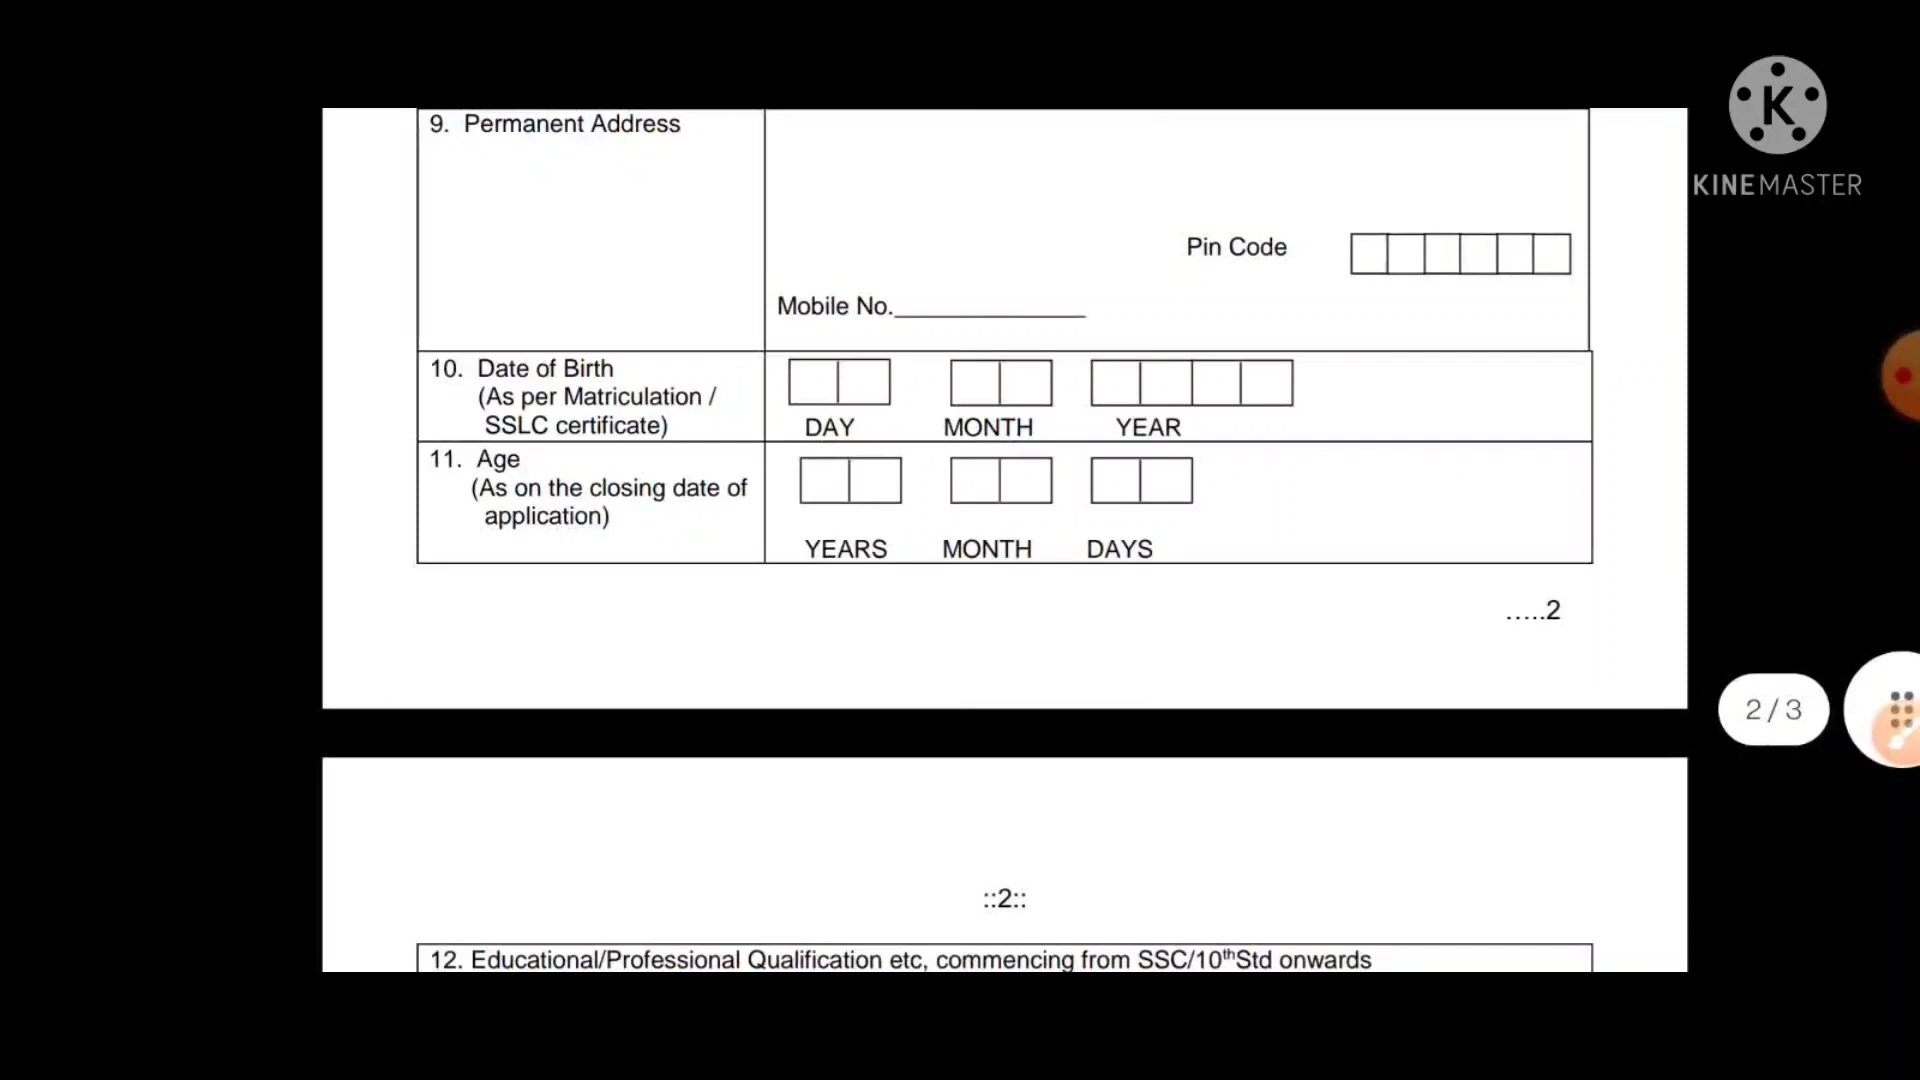 9. Permanent Address
Pin Code
Mobile No.______________
10. Date of Birth
(As per Matriculation /
SSLC certificate)
DAY MONTH YEAR
11. Age
(As on the closing date of
application)
YEARS MONTH DAYS
.....2
::2::
12. Educational/Professional Qualification etc, commencing from SSC/10thStd onwards
K
KINEMASTER
2 / 3